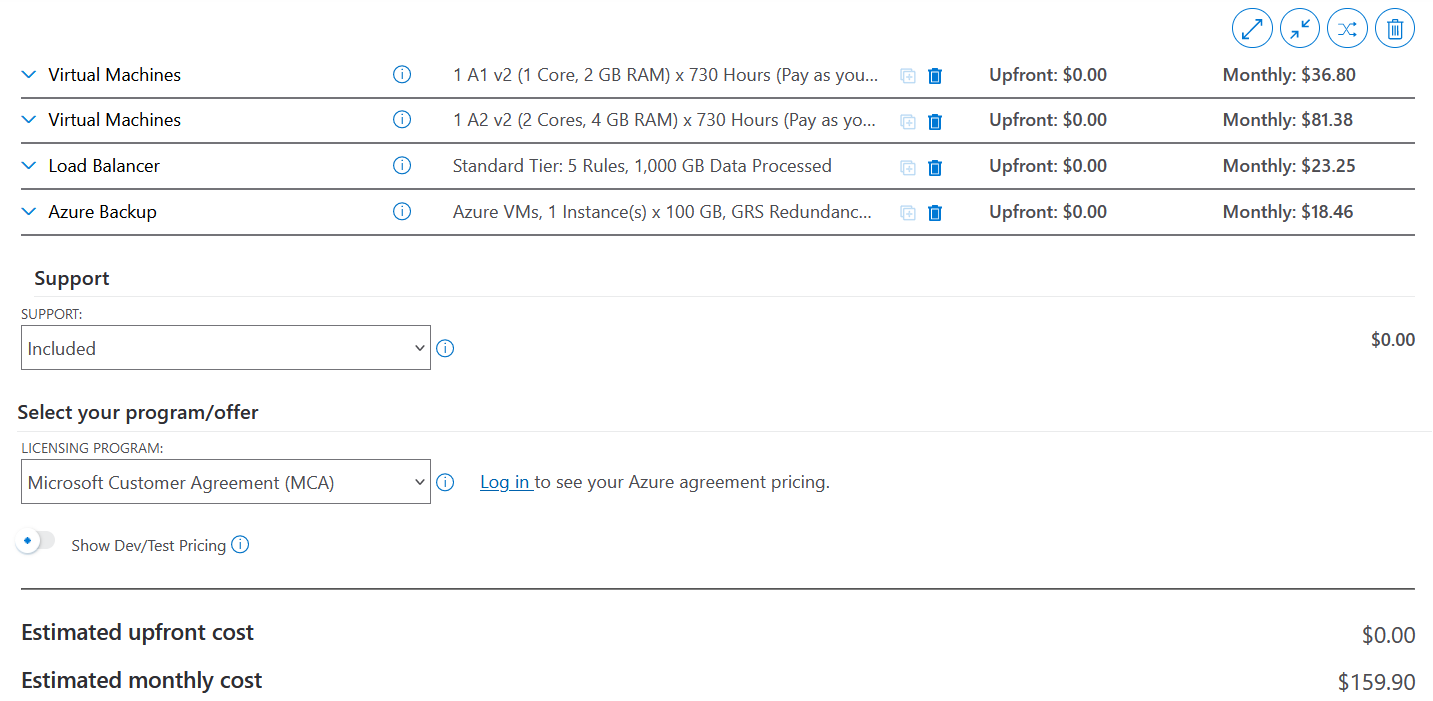 Virtual Machines 1 A1 v2 (1 Core, 2 GB RAM) x 730 Hours (Pay as you... Upfront: $0.00 Monthly: $36.80
Virtual Machines 1 A2 v2 (2 Cores, 4 GB RAM) x 730 Hours (Pay as yo... Upfront: $0.00 Monthly: $81.38
Load Balancer Standard Tier: 5 Rules, 1,000 GB Data Processed Upfront: $0.00 Monthly: $23.25
Azure Backup Azure VMs, 1 Instance(s) x 100 GB, GRS Redundanc... Upfront: $0.00 Monthly: $18.46
Support
SUPPORT:
Included $0.00
Select your program/offer
LICENSING PROGRAM:
Microsoft Customer Agreement (MCA) Log in to see your Azure agreement pricing.
Show Dev/Test Pricing
Estimated upfront cost $0.00
Estimated monthly cost $159.90